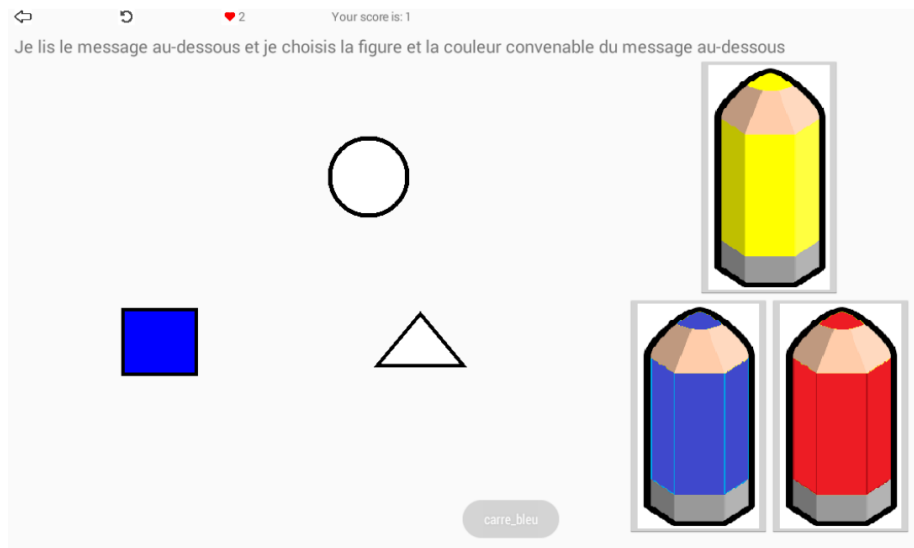 2
Your score is: 1
Je lis le message au-dessous et je choisis la figure et la couleur convenable du message au-dessous
carre_bleu